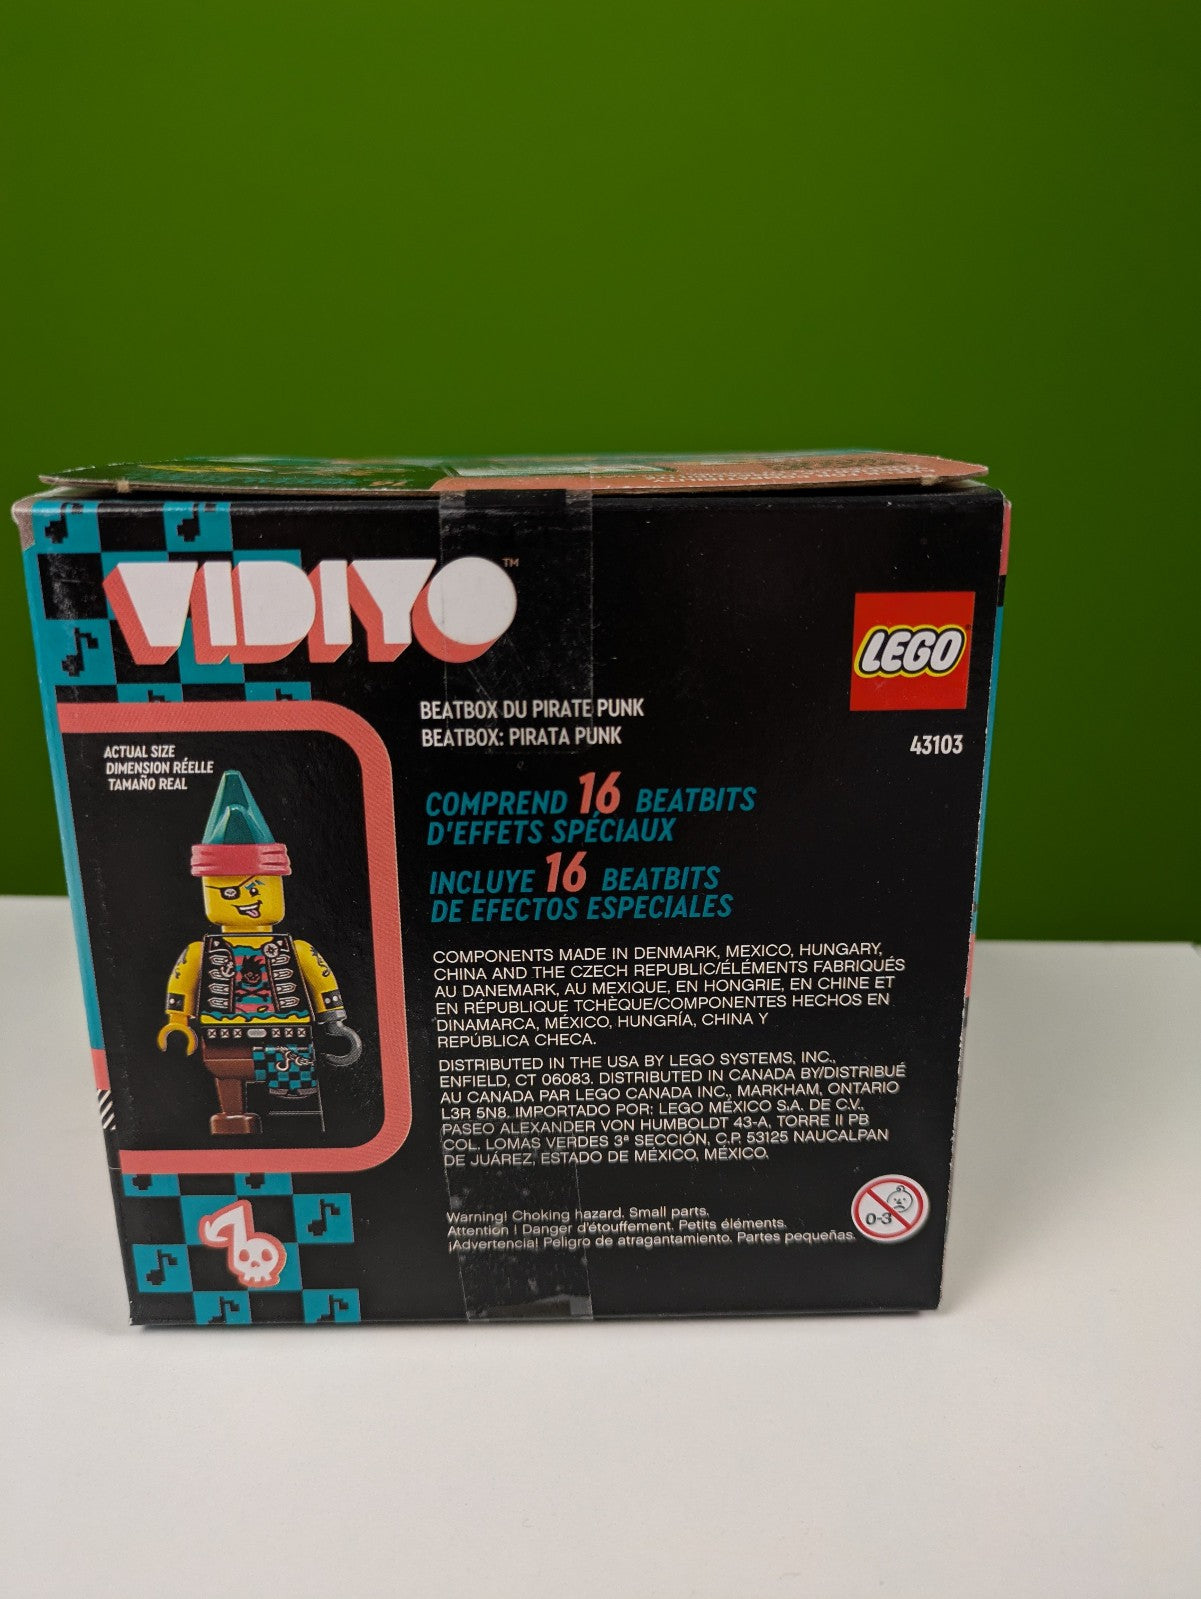 VIDIYO™
LEGO®
43103
BEATBOX DU PIRATE PUNK
BEATBOX: PIRATA PUNK
ACTUAL SIZE
DIMENSION RÉELLE
TAMAÑO REAL
COMPREND 16 BEATBITS
D'EFFETS SPÉCIAUX
INCLUYE 16 BEATBITS
DE EFECTOS ESPECIALES
COMPONENTS MADE IN DENMARK, MEXICO, HUNGARY,
CHINA AND THE CZECH REPUBLIC/ÉLÉMENTS FABRIQUÉS
AU DANEMARK, AU MEXIQUE, EN HONGRIE, EN CHINE ET
EN RÉPUBLIQUE TCHÈQUE/COMPONENTES HECHOS EN
DINAMARCA, MÉXICO, HUNGRÍA, CHINA Y
REPÚBLICA CHECA.
DISTRIBUTED IN THE USA BY LEGO SYSTEMS, INC.,
ENFIELD, CT 06083. DISTRIBUTED IN CANADA BY/DISTRIBUÉ
AU CANADA PAR LEGO CANADA INC., MARKHAM, ONTARIO
L3R 5N8. IMPORTADO POR: LEGO MÉXICO S.A. DE C.V.,
PASEO ALEXANDER VON HUMBOLDT 43-A, TORRE II PB
COL. LOMAS VERDES 3ª SECCIÓN, C.P. 53125 NAUCALPAN
DE JUÁREZ, ESTADO DE MÉXICO, MÉXICO.
Warning! Choking hazard. Small parts.
Attention ! Danger d'étouffement. Petits éléments.
¡Advertencia! Peligro de atragantamiento. Partes pequeñas.
0-3